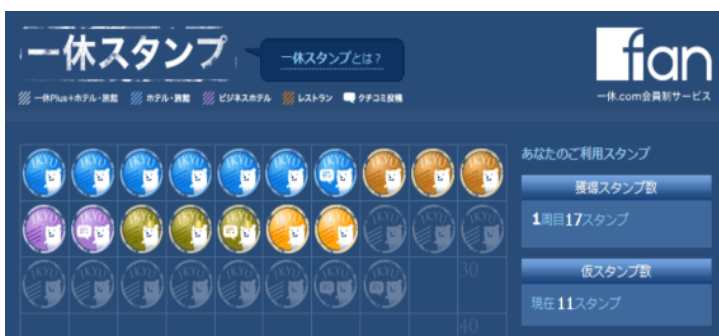 一休スタンプ
一休スタンプとは?
fian
一休.com会員制サービス
一休Plus+ホテル・旅館 ホテル・旅館 ビジネスホテル レストラン クチコミ投稿
あなたのご利用スタンプ
獲得スタンプ数
1周目17スタンプ
仮スタンプ数
現在11スタンプ
30
40